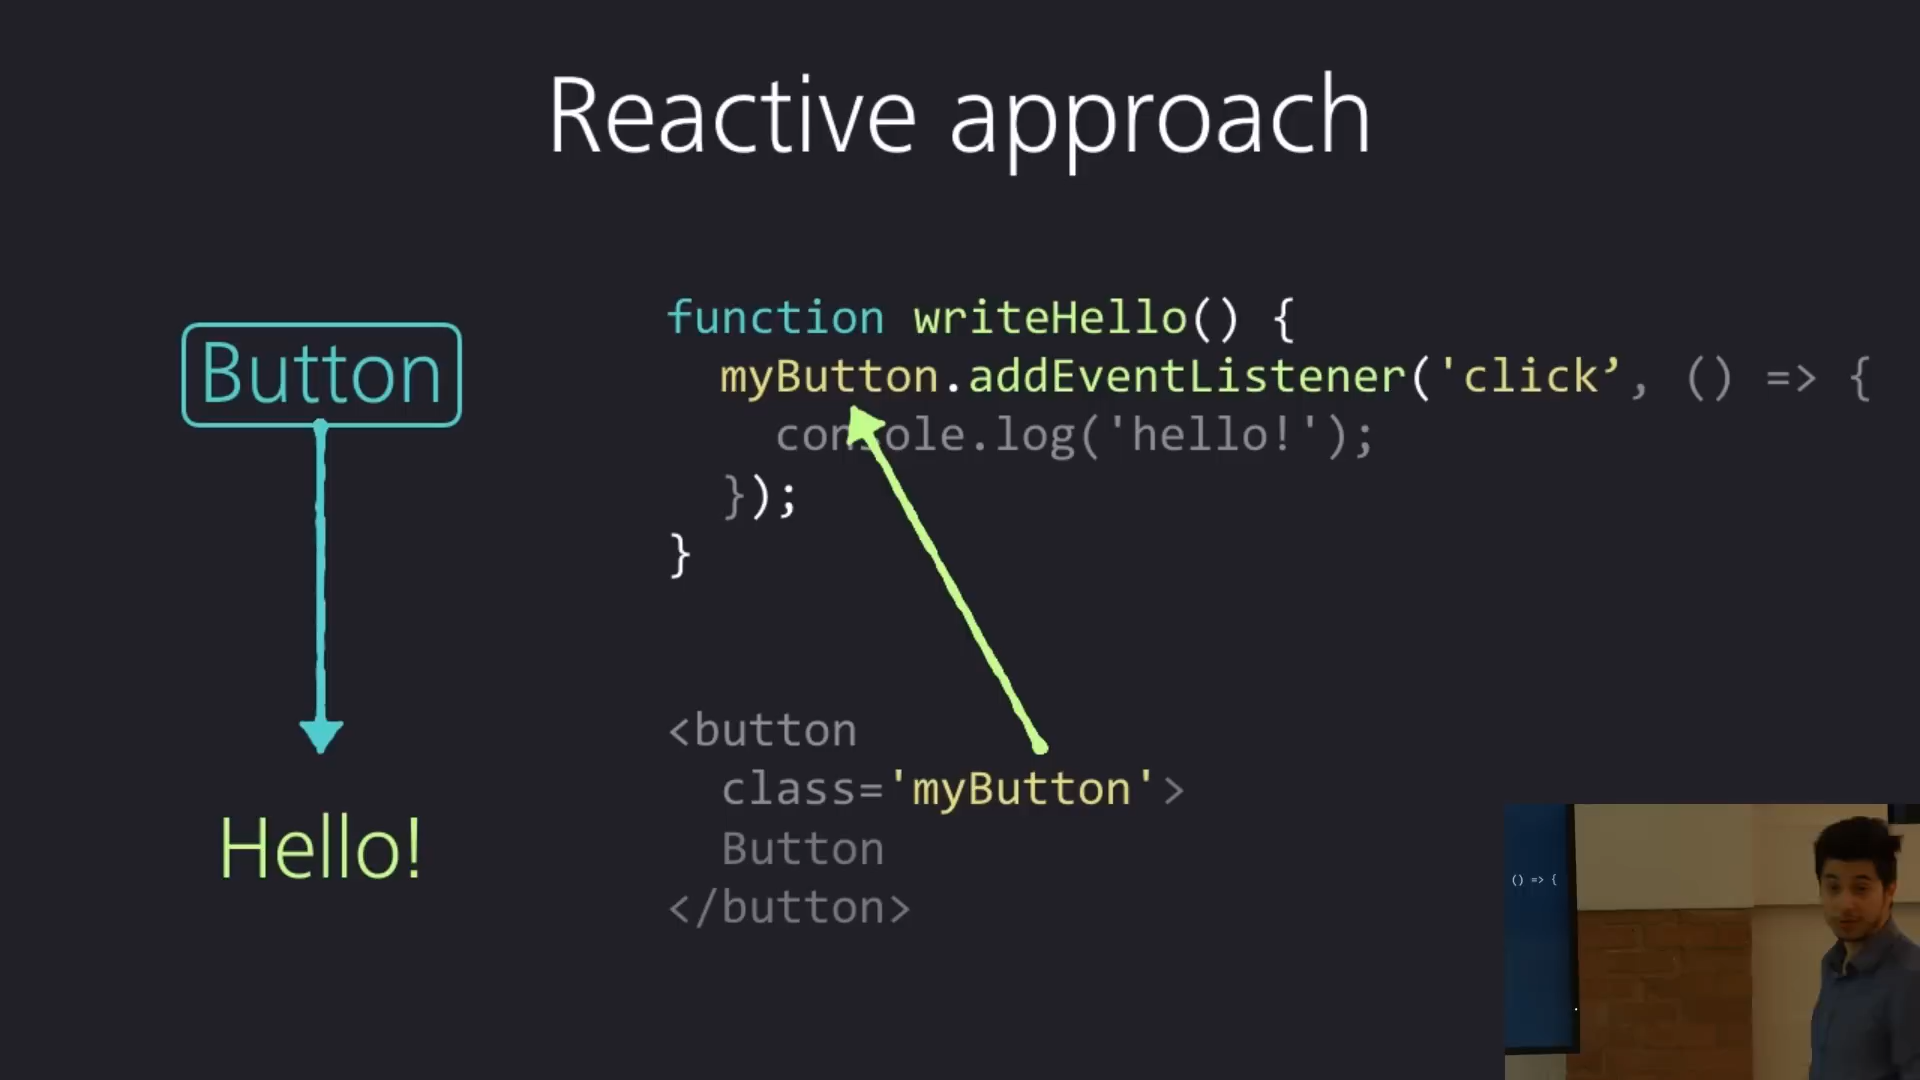 Reactive approach
Button
Hello!
function writeHello() {
myButton.addEventListener('click’, () => {
console.log('hello!');
});
}
<button
class='myButton'>
Button
</button>
() => {